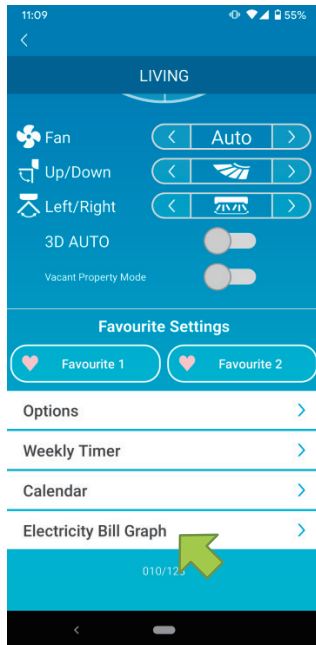 11:09
55%
LIVING
Fan
Auto
Up/Down
Left/Right
3D AUTO
Vacant Property Mode
Favourite Settings
Favourite 1
Favourite 2
Options
Weekly Timer
Calendar
Electricity Bill Graph